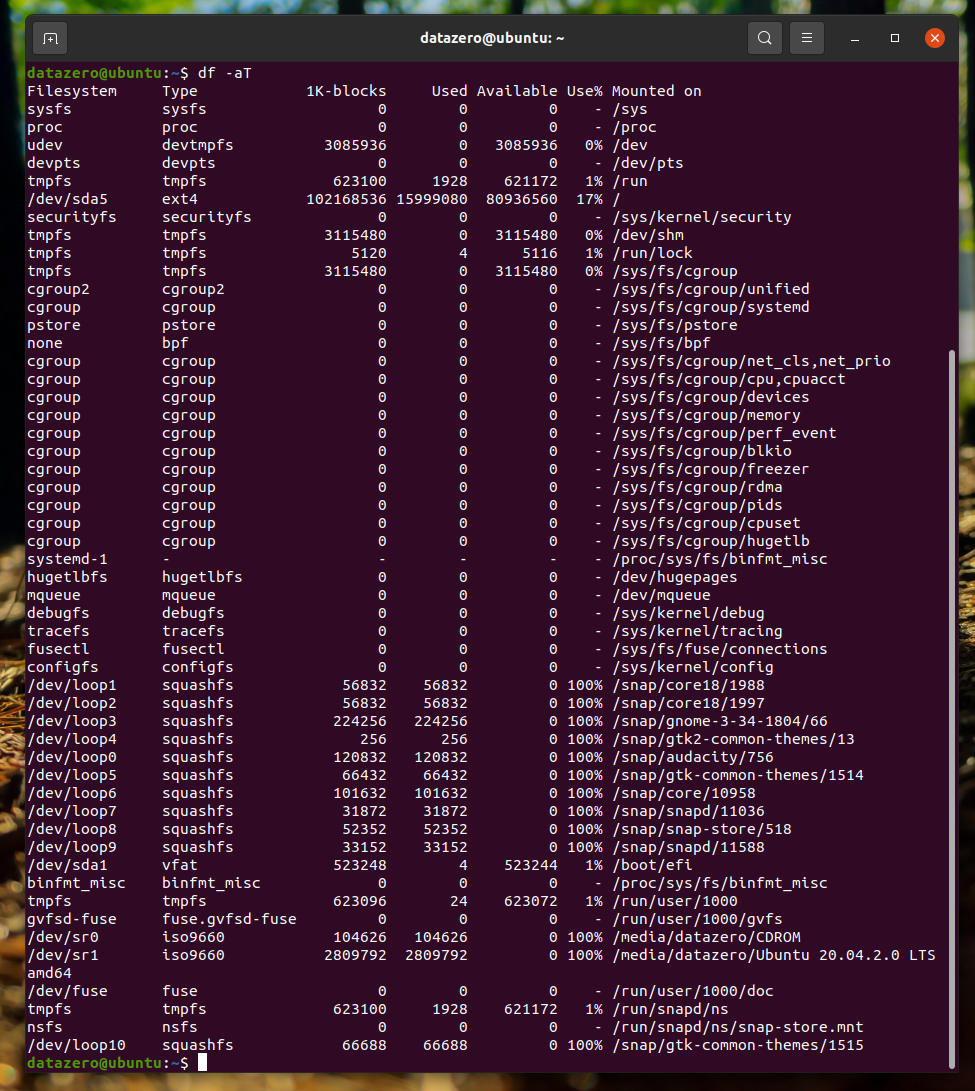 datazero@ubuntu: ~
datazero@ubuntu:~$ df -aT
Filesystem     Type            1K-blocks     Used Available Use% Mounted on
sysfs          sysfs                   0        0         0    - /sys
proc           proc                    0        0         0    - /proc
udev           devtmpfs          3085936        0   3085936   0% /dev
devpts         devpts                  0        0         0    - /dev/pts
tmpfs          tmpfs              623100     1928    621172   1% /run
/dev/sda5      ext4            102168536 15999080  80936560  17% /
securityfs     securityfs              0        0         0    - /sys/kernel/security
tmpfs          tmpfs             3115480        0   3115480   0% /dev/shm
tmpfs          tmpfs                5120        4      5116   1% /run/lock
tmpfs          tmpfs             3115480        0   3115480   0% /sys/fs/cgroup
cgroup2        cgroup2                 0        0         0    - /sys/fs/cgroup/unified
cgroup         cgroup                  0        0         0    - /sys/fs/cgroup/systemd
pstore         pstore                  0        0         0    - /sys/fs/pstore
none           bpf                     0        0         0    - /sys/fs/bpf
cgroup         cgroup                  0        0         0    - /sys/fs/cgroup/net_cls,net_prio
cgroup         cgroup                  0        0         0    - /sys/fs/cgroup/cpu,cpuacct
cgroup         cgroup                  0        0         0    - /sys/fs/cgroup/devices
cgroup         cgroup                  0        0         0    - /sys/fs/cgroup/memory
cgroup         cgroup                  0        0         0    - /sys/fs/cgroup/perf_event
cgroup         cgroup                  0        0         0    - /sys/fs/cgroup/blkio
cgroup         cgroup                  0        0         0    - /sys/fs/cgroup/freezer
cgroup         cgroup                  0        0         0    - /sys/fs/cgroup/rdma
cgroup         cgroup                  0        0         0    - /sys/fs/cgroup/pids
cgroup         cgroup                  0        0         0    - /sys/fs/cgroup/cpuset
cgroup         cgroup                  0        0         0    - /sys/fs/cgroup/hugetlb
systemd-1      -                       -        -         -    - /proc/sys/fs/binfmt_misc
hugetlbfs      hugetlbfs               0        0         0    - /dev/hugepages
mqueue         mqueue                  0        0         0    - /dev/mqueue
debugfs        debugfs                 0        0         0    - /sys/kernel/debug
tracefs        tracefs                 0        0         0    - /sys/kernel/tracing
fusectl        fusectl                 0        0         0    - /sys/fs/fuse/connections
configfs       configfs                0        0         0    - /sys/kernel/config
/dev/loop1     squashfs            56832    56832         0 100% /snap/core18/1988
/dev/loop2     squashfs            56832    56832         0 100% /snap/core18/1997
/dev/loop3     squashfs           224256   224256         0 100% /snap/gnome-3-34-1804/66
/dev/loop4     squashfs              256      256         0 100% /snap/gtk2-common-themes/13
/dev/loop0     squashfs           120832   120832         0 100% /snap/audacity/756
/dev/loop5     squashfs            66432    66432         0 100% /snap/gtk-common-themes/1514
/dev/loop6     squashfs           101632   101632         0 100% /snap/core/10958
/dev/loop7     squashfs            31872    31872         0 100% /snap/snapd/11036
/dev/loop8     squashfs            52352    52352         0 100% /snap/snap-store/518
/dev/loop9     squashfs            33152    33152         0 100% /snap/snapd/11588
/dev/sda1      vfat               523248        4    523244   1% /boot/efi
binfmt_misc    binfmt_misc             0        0         0    - /proc/sys/fs/binfmt_misc
tmpfs          tmpfs              623096       24    623072   1% /run/user/1000
gvfsd-fuse     fuse.gvfsd-fuse         0        0         0    - /run/user/1000/gvfs
/dev/sr0       iso9660            104626   104626         0 100% /media/datazero/CDROM
/dev/sr1       iso9660           2809792  2809792         0 100% /media/datazero/Ubuntu 20.04.2.0 LTS
amd64
/dev/fuse      fuse                    0        0         0    - /run/user/1000/doc
tmpfs          tmpfs              623100     1928    621172   1% /run/snapd/ns
nsfs           nsfs                    0        0         0    - /run/snapd/ns/snap-store.mnt
/dev/loop10    squashfs            66688    66688         0 100% /snap/gtk-common-themes/1515
datazero@ubuntu:~$